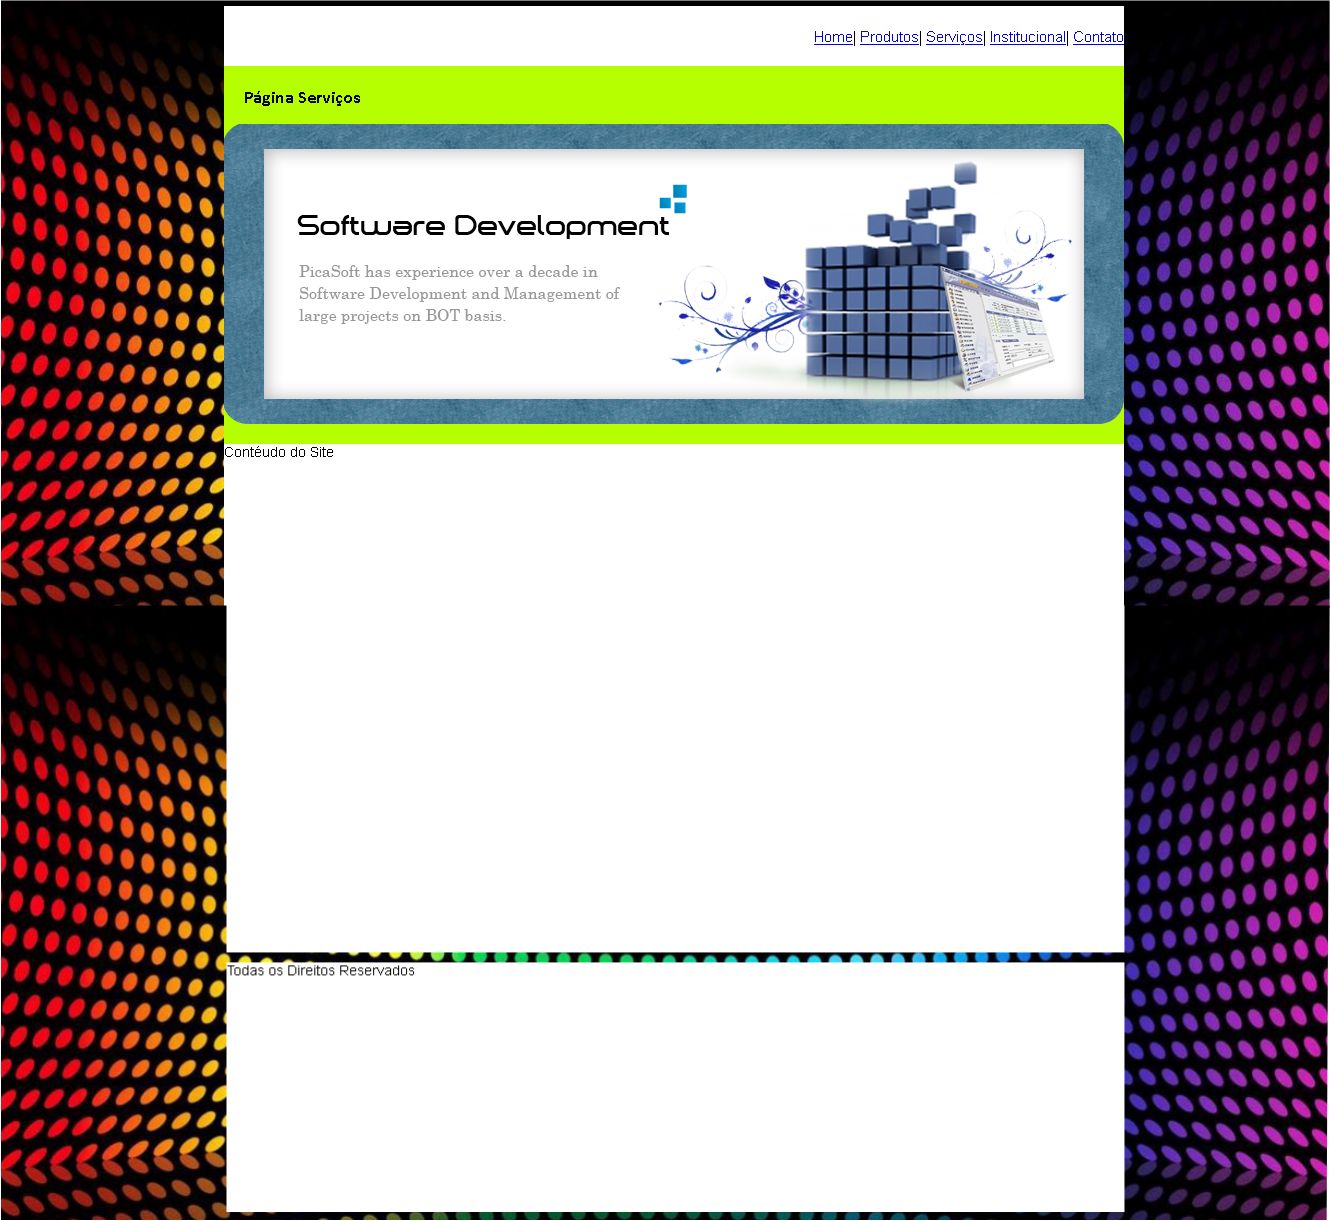 Home| Produtos| Serviços| Institucional| Contato
Página Serviços
Software Development
PicaSoft has experience over a decade in
Software Development and Management of
large projects on BOT basis.
Contéudo do Site
Todas os Direitos Reservados